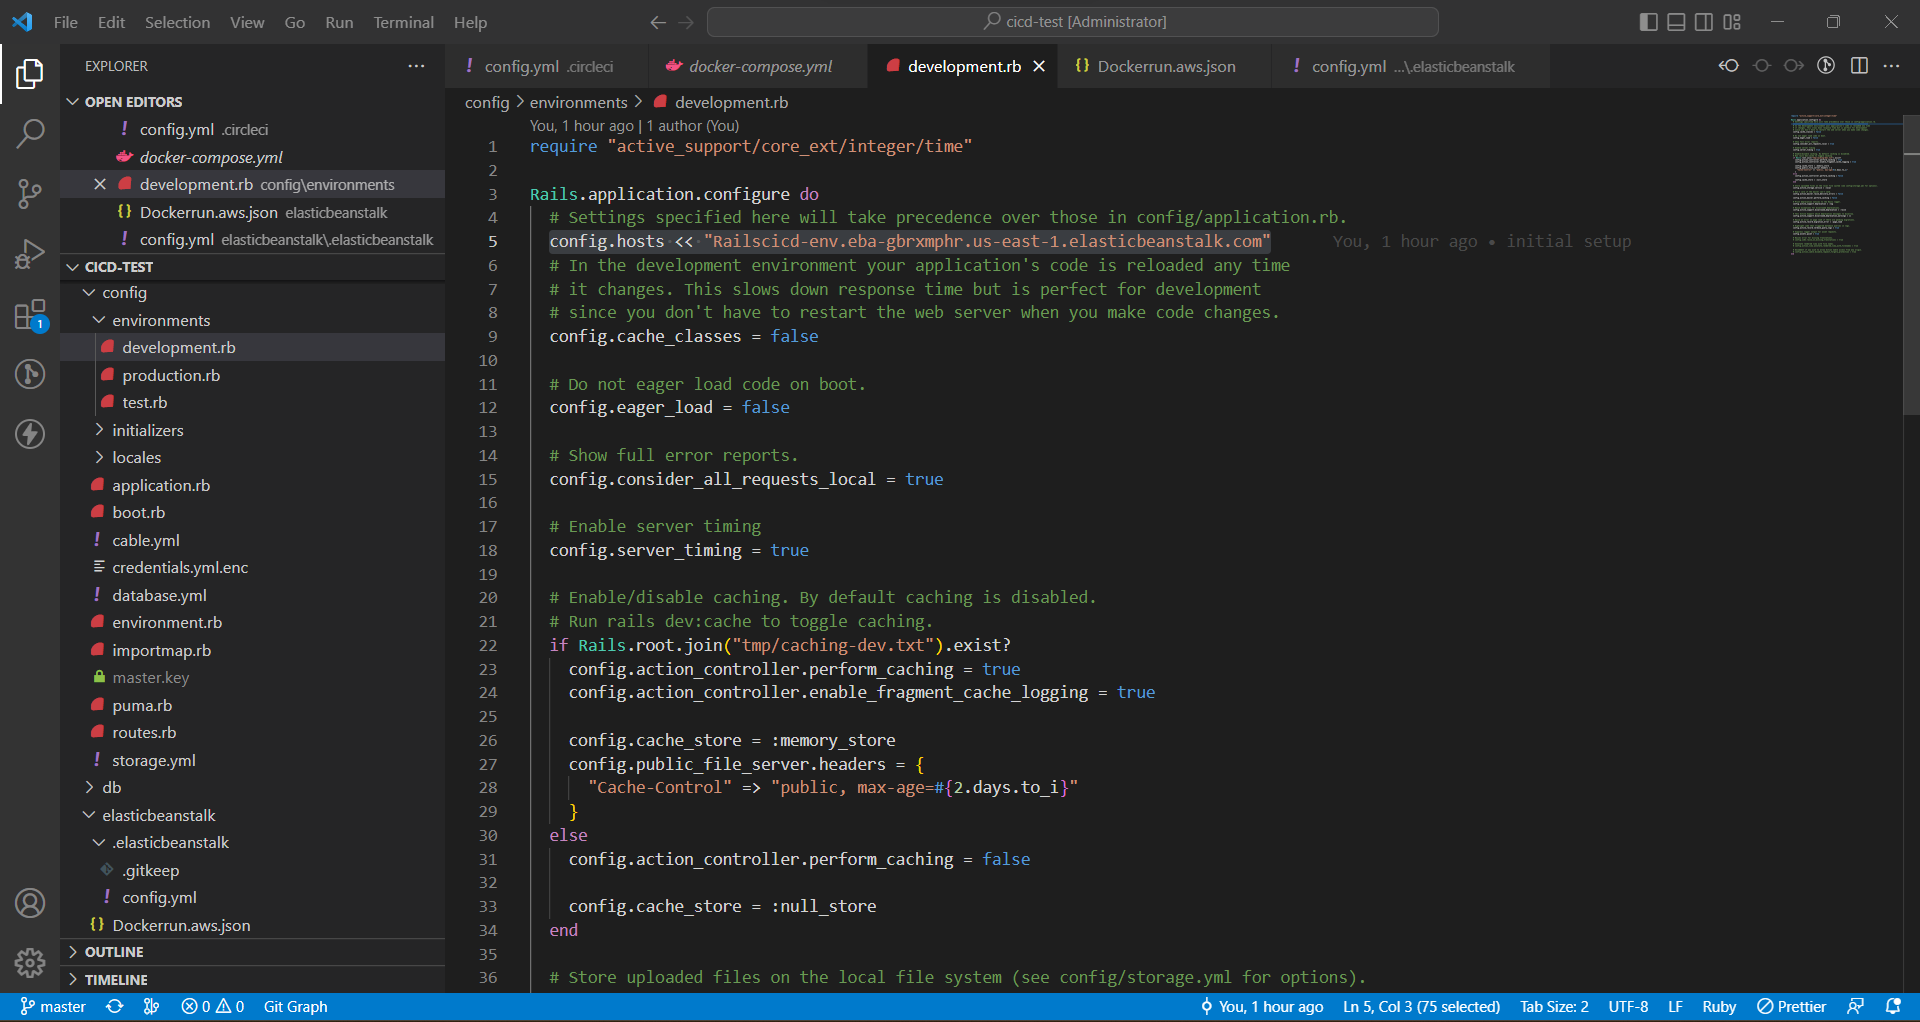 File Edit Selection View Go Run Terminal Help
cicd-test [Administrator]
EXPLORER
OPEN EDITORS
config.yml .circleci
docker-compose.yml
development.rb config\environments
Dockerrun.aws.json elasticbeanstalk
config.yml elasticbeanstalk\.elasticbeanstalk
CICD-TEST
config
environments
development.rb
production.rb
test.rb
initializers
locales
application.rb
boot.rb
cable.yml
credentials.yml.enc
database.yml
environment.rb
importmap.rb
master.key
puma.rb
routes.rb
storage.yml
db
elasticbeanstalk
.elasticbeanstalk
.gitkeep
config.yml
Dockerrun.aws.json
OUTLINE
TIMELINE
1
config.yml .circleci docker-compose.yml development.rb Dockerrun.aws.json config.yml ...\.elasticbeanstalk
config > environments > development.rb
You, 1 hour ago | 1 author (You)
1 require "active_support/core_ext/integer/time"
2
3 Rails.application.configure do
4 # Settings specified here will take precedence over those in config/application.rb.
5 config.hosts << "Railscicd-env.eba-gbrxmphr.us-east-1.elasticbeanstalk.com" You, 1 hour ago • initial setup
6 # In the development environment your application's code is reloaded any time
7 # it changes. This slows down response time but is perfect for development
8 # since you don't have to restart the web server when you make code changes.
9 config.cache_classes = false
10
11 # Do not eager load code on boot.
12 config.eager_load = false
13
14 # Show full error reports.
15 config.consider_all_requests_local = true
16
17 # Enable server timing
18 config.server_timing = true
19
20 # Enable/disable caching. By default caching is disabled.
21 # Run rails dev:cache to toggle caching.
22 if Rails.root.join("tmp/caching-dev.txt").exist?
23 config.action_controller.perform_caching = true
24 config.action_controller.enable_fragment_cache_logging = true
25
26 config.cache_store = :memory_store
27 config.public_file_server.headers = {
28 "Cache-Control" => "public, max-age=#{2.days.to_i}"
29 }
30 else
31 config.action_controller.perform_caching = false
32
33 config.cache_store = :null_store
34 end
35
36 # Store uploaded files on the local file system (see config/storage.yml for options).
master 0 0 Git Graph You, 1 hour ago Ln 5, Col 3 (75 selected) Tab Size: 2 UTF-8 LF Ruby Prettier